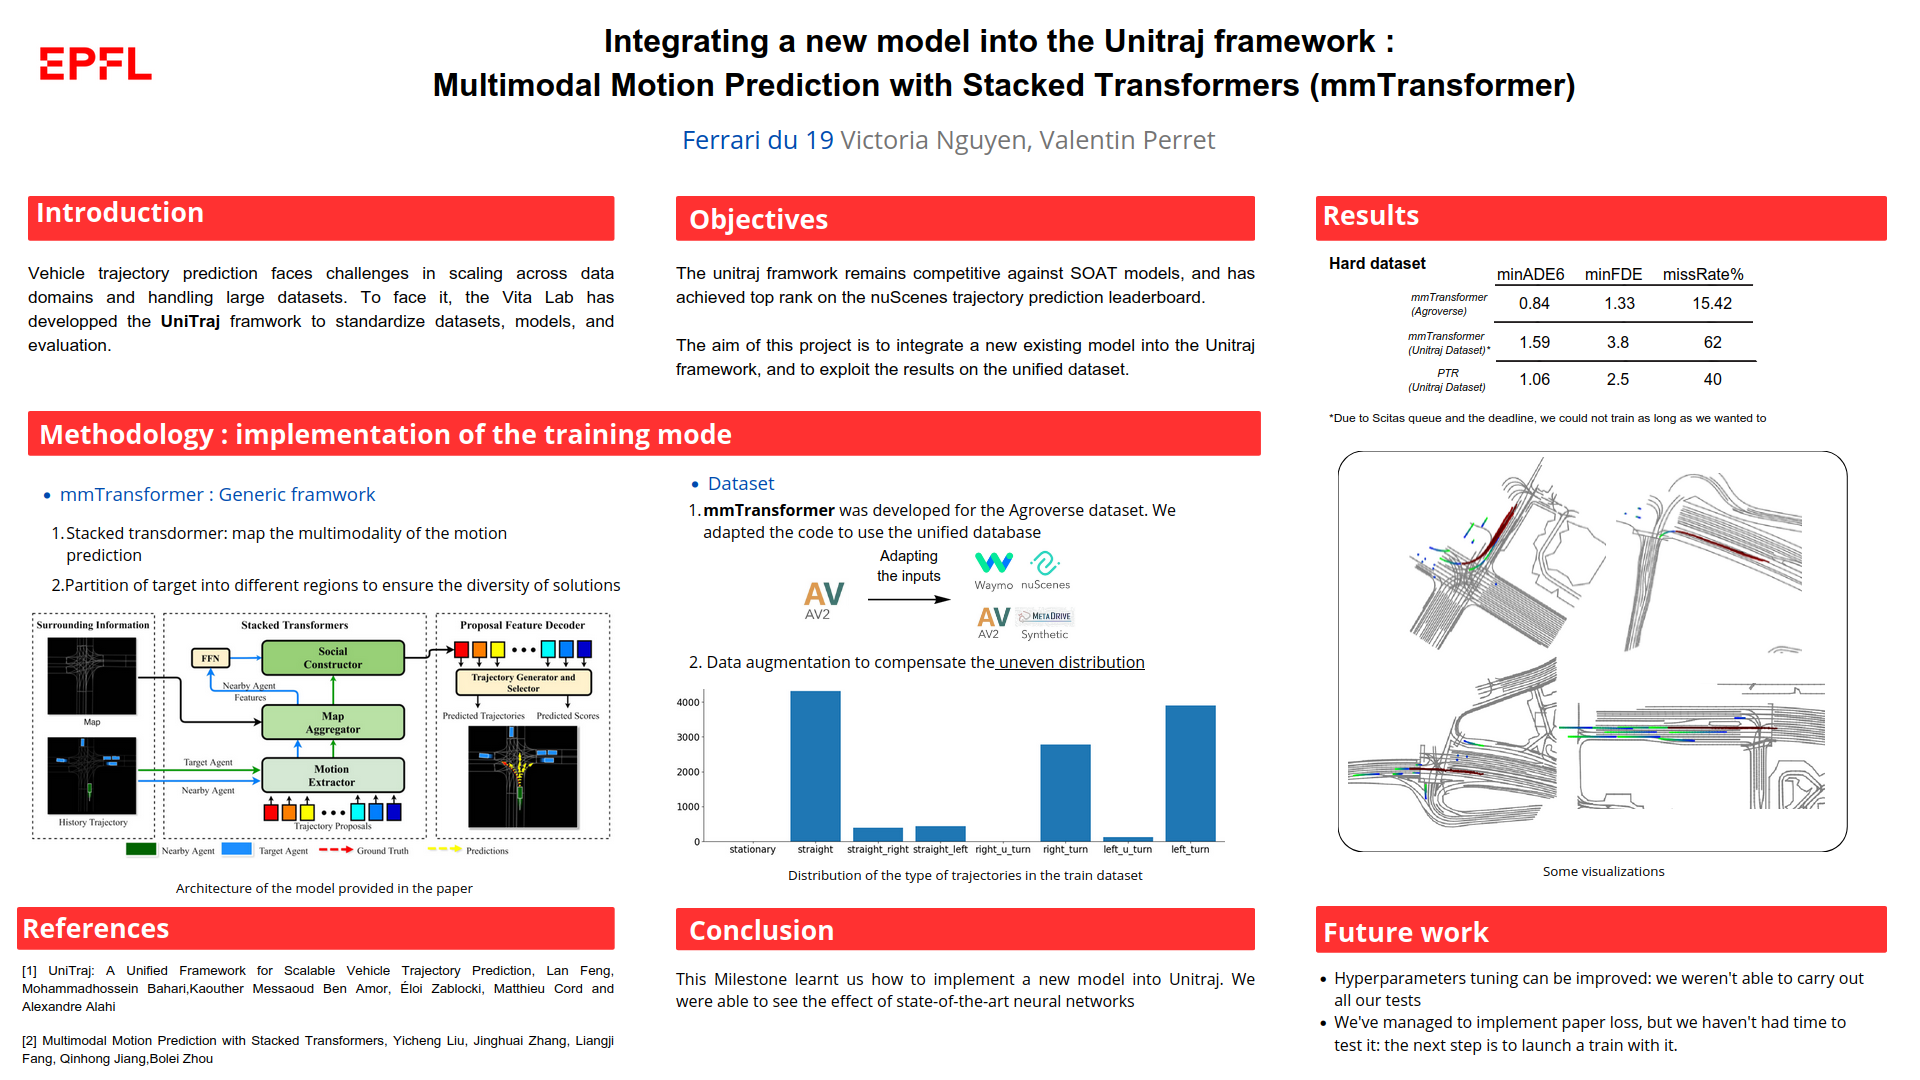 EPFL
Integrating a new model into the Unitraj framework :
Multimodal Motion Prediction with Stacked Transformers (mmTransformer)
Ferrari du 19 Victoria Nguyen, Valentin Perret
Introduction
Vehicle trajectory prediction faces challenges in scaling across data
domains and handling large datasets. To face it, the Vita Lab has
developped the UniTraj framwork to standardize datasets, models, and
evaluation.
Objectives
The unitraj framwork remains competitive against SOAT models, and has
achieved top rank on the nuScenes trajectory prediction leaderboard.
The aim of this project is to integrate a new existing model into the Unitraj
framework, and to exploit the results on the unified dataset.
Methodology : implementation of the training mode
• mmTransformer : Generic framwork
1.Stacked transdormer: map the multimodality of the motion
prediction
2.Partition of target into different regions to ensure the diversity of solutions
Surrounding Information
Stacked Transformers
Proposal Feature Decoder
FFN
Social
Constructor
Nearby Agent
Features
Trajectory Generator and
Selector
Map
Map
Aggregator
Predicted Trajectories
Predicted Scores
Target Agent
Nearby Agent
Motion
Extractor
History Trajectory
Trajectory Proposals
Nearby Agent
Target Agent
Ground Truth
Predictions
Architecture of the model provided in the paper
• Dataset
1.mmTransformer was developed for the Agroverse dataset. We
adapted the code to use the unified database
Adapting
the inputs
AV
AV2
Waymo
nuScenes
AV
AV2
METADRIVE
Synthetic
2. Data augmentation to compensate the uneven distribution
4000
3000
2000
1000
0
stationary straight straight_right straight_left right_u_turn right_turn left_u_turn left_turn
Distribution of the type of trajectories in the train dataset
Results
Hard dataset
minADE6 minFDE missRate%
mmTransformer
(Agroverse) 0.84 1.33 15.42
mmTransformer
(Unitraj Dataset)* 1.59 3.8 62
PTR
(Unitraj Dataset) 1.06 2.5 40
*Due to Scitas queue and the deadline, we could not train as long as we wanted to
Some visualizations
References
[1] UniTraj: A Unified Framework for Scalable Vehicle Trajectory Prediction, Lan Feng,
Mohammadhossein Bahari,Kaouther Messaoud Ben Amor, Éloi Zablocki, Matthieu Cord and
Alexandre Alahi
[2] Multimodal Motion Prediction with Stacked Transformers, Yicheng Liu, Jinghuai Zhang, Liangji
Fang, Qinhong Jiang,Bolei Zhou
Conclusion
This Milestone learnt us how to implement a new model into Unitraj. We
were able to see the effect of state-of-the-art neural networks
Future work
• Hyperparameters tuning can be improved: we weren't able to carry out
all our tests
• We've managed to implement paper loss, but we haven't had time to
test it: the next step is to launch a train with it.